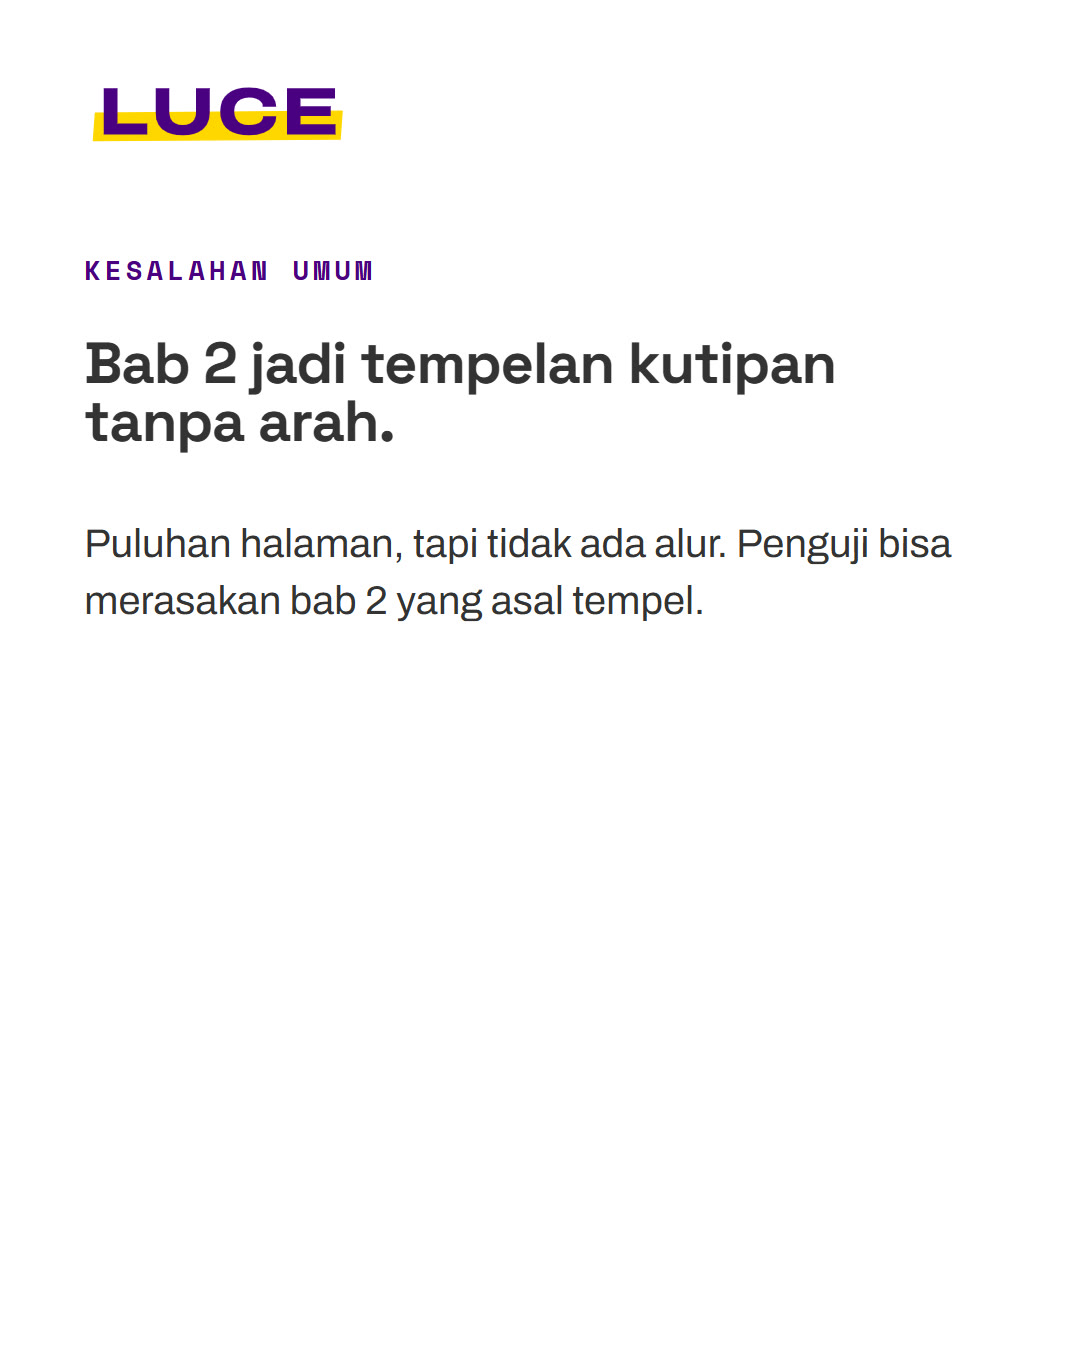 LUCE
KESALAHAN UMUM
Bab 2 jadi tempelan kutipan
tanpa arah.
Puluhan halaman, tapi tidak ada alur. Penguji bisa
merasakan bab 2 yang asal tempel.